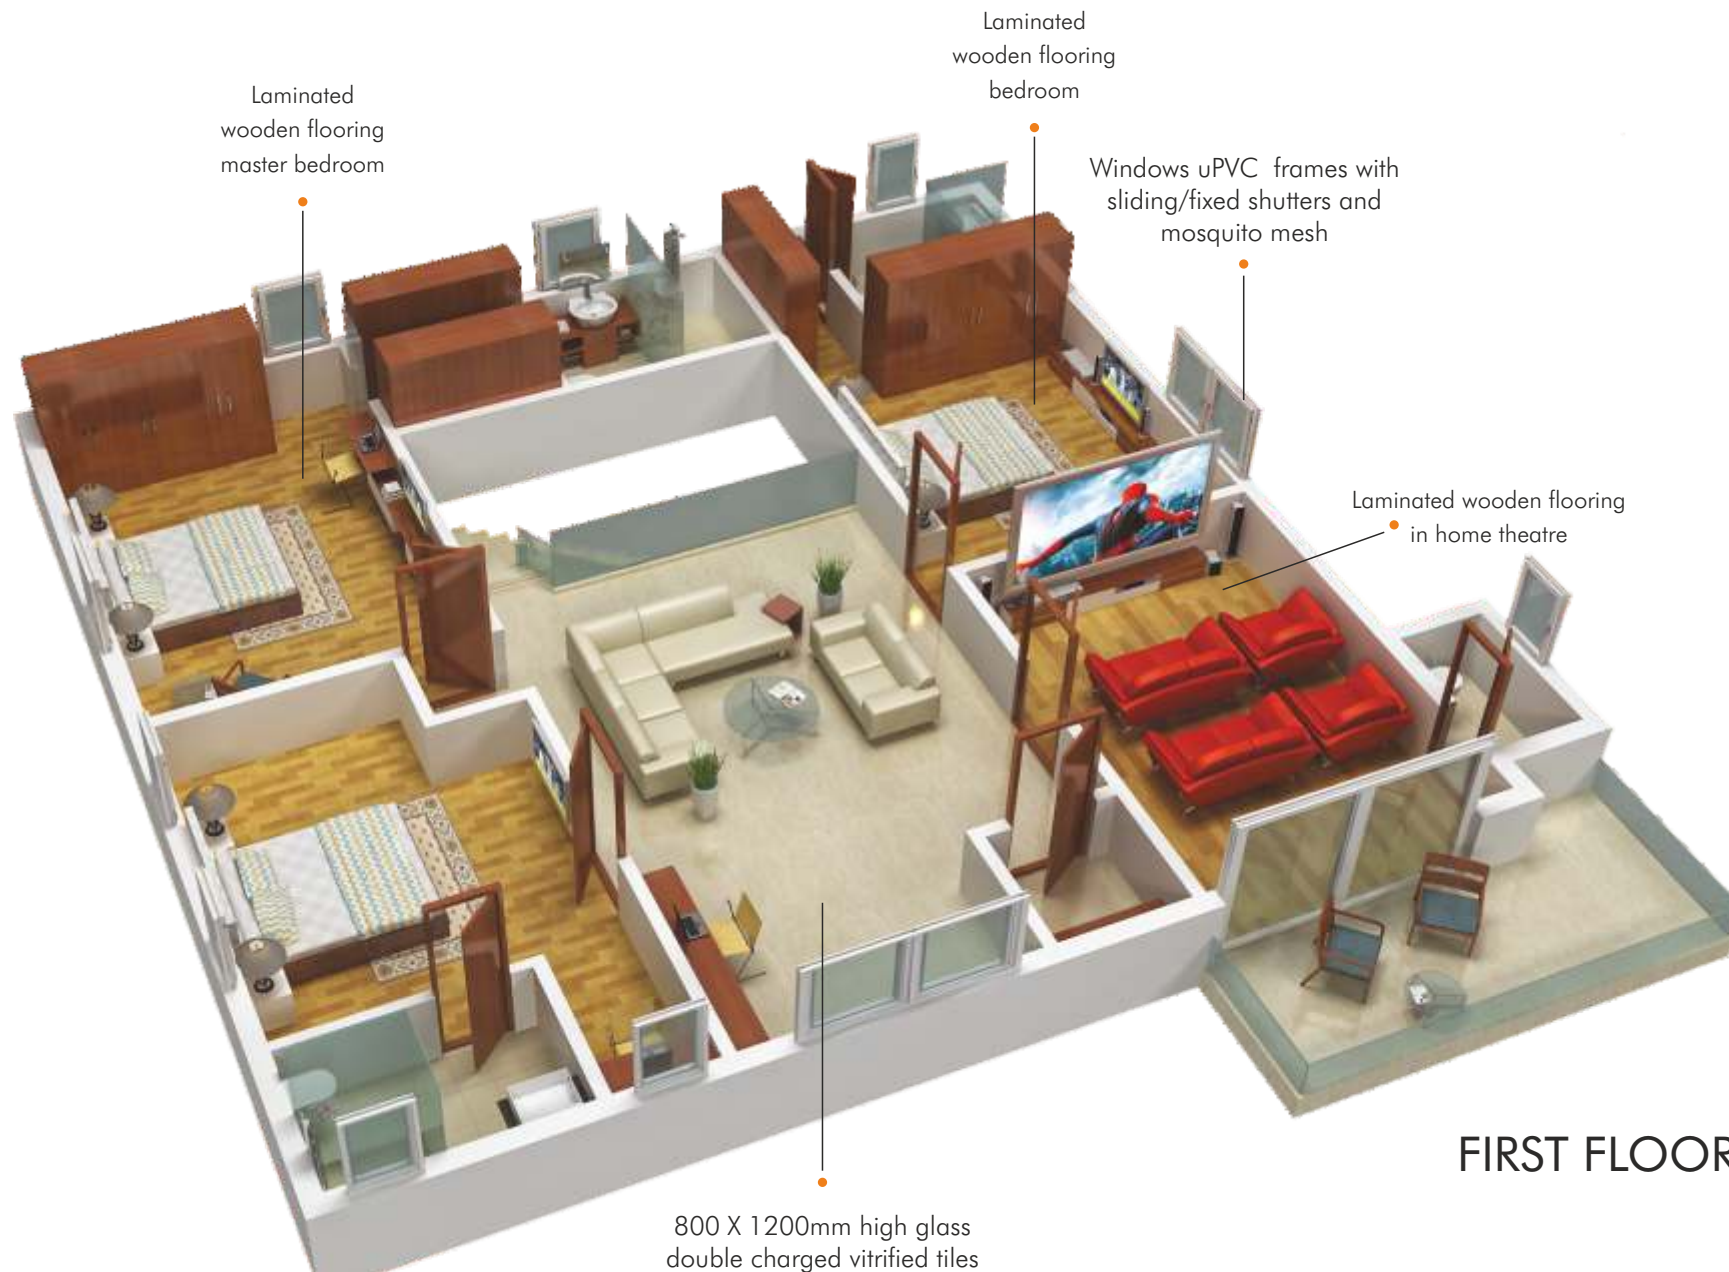 Laminated
wooden flooring
bedroom
Laminated
wooden flooring
master bedroom
Windows uPVC frames with
sliding/fixed shutters and
mosquito mesh
Laminated wooden flooring
in home theatre
FIRST FLOOR
800 X 1200mm high glass
double charged vitrified tiles